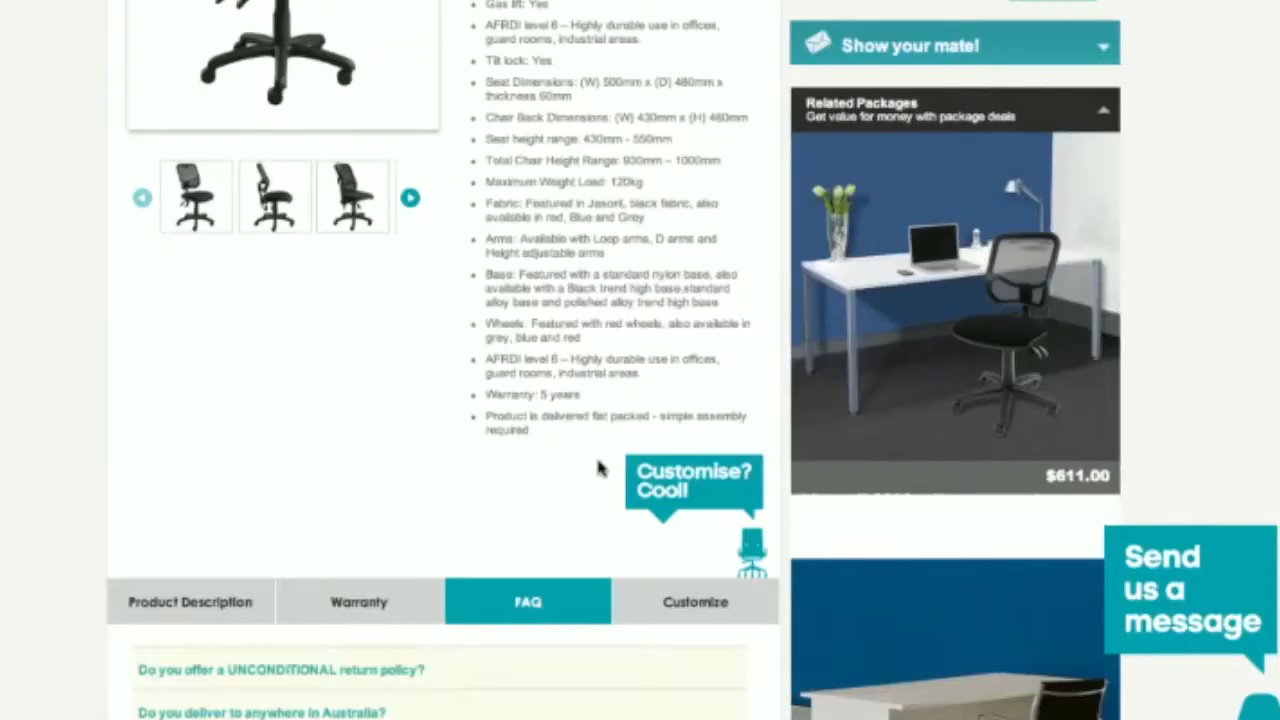 Gas lift: Yes
AFRDI level 6 – Highly durable use in offices,
guard rooms, industrial areas.
Tilt lock: Yes
Seat Dimensions: (W) 500mm x (D) 480mm x
thickness 60mm
Chair Back Dimensions: (W) 430mm x (H) 460mm
Seat height range: 430mm - 550mm
Total Chair Height Range: 930mm – 1000mm
Maximum Weight Load: 120kg
Fabric: Featured in JasonL black fabric, also
available in red, Blue and Grey
Arms: Available with Loop arms, D arms and
Height adjustable arms
Base: Featured with a standard nylon base, also
available with a Black trend high base,standard
alloy base and polished alloy trend high base
Wheels: Featured with red wheels, also available in
grey, blue and red
AFRDI level 6 – Highly durable use in offices,
guard rooms, industrial areas
Warranty: 5 years
Product is delivered flat packed - simple assembly
required
Customise?
Cool!
Product Description
Warranty
FAQ
Customize
Do you offer a UNCONDITIONAL return policy?
Do you deliver to anywhere in Australia?
Show your mate!
Related Packages
Get value for money with package deals
$611.00
Send
us a
message